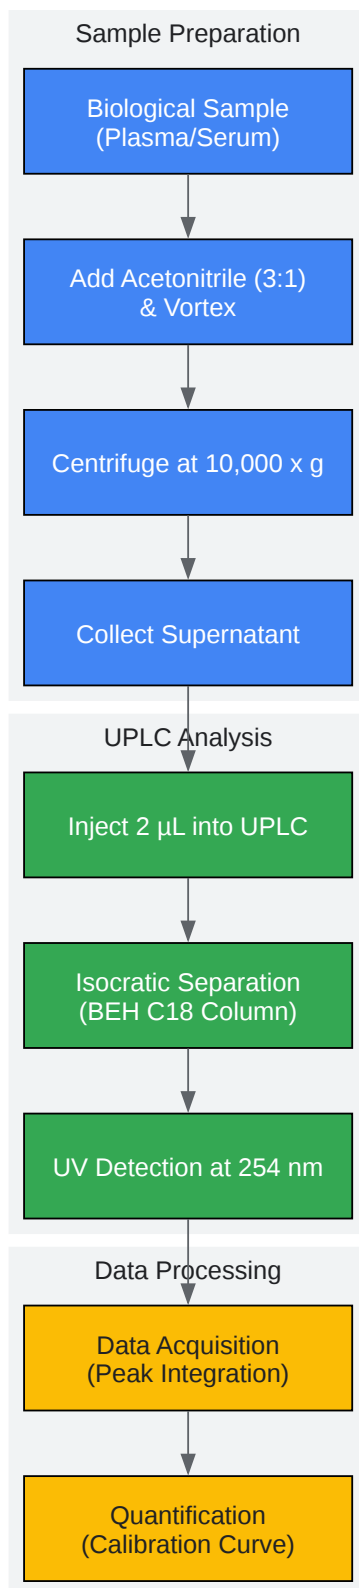 Sample Preparation
Biological Sample
(Plasma/Serum)
Add Acetonitrile (3:1)
& Vortex
Centrifuge at 10,000 x g
Collect Supernatant
UPLC Analysis
Inject 2 µL into UPLC
Isocratic Separation
(BEH C18 Column)
UV Detection at 254 nm
Data Processing
Data Acquisition
(Peak Integration)
Quantification
(Calibration Curve)